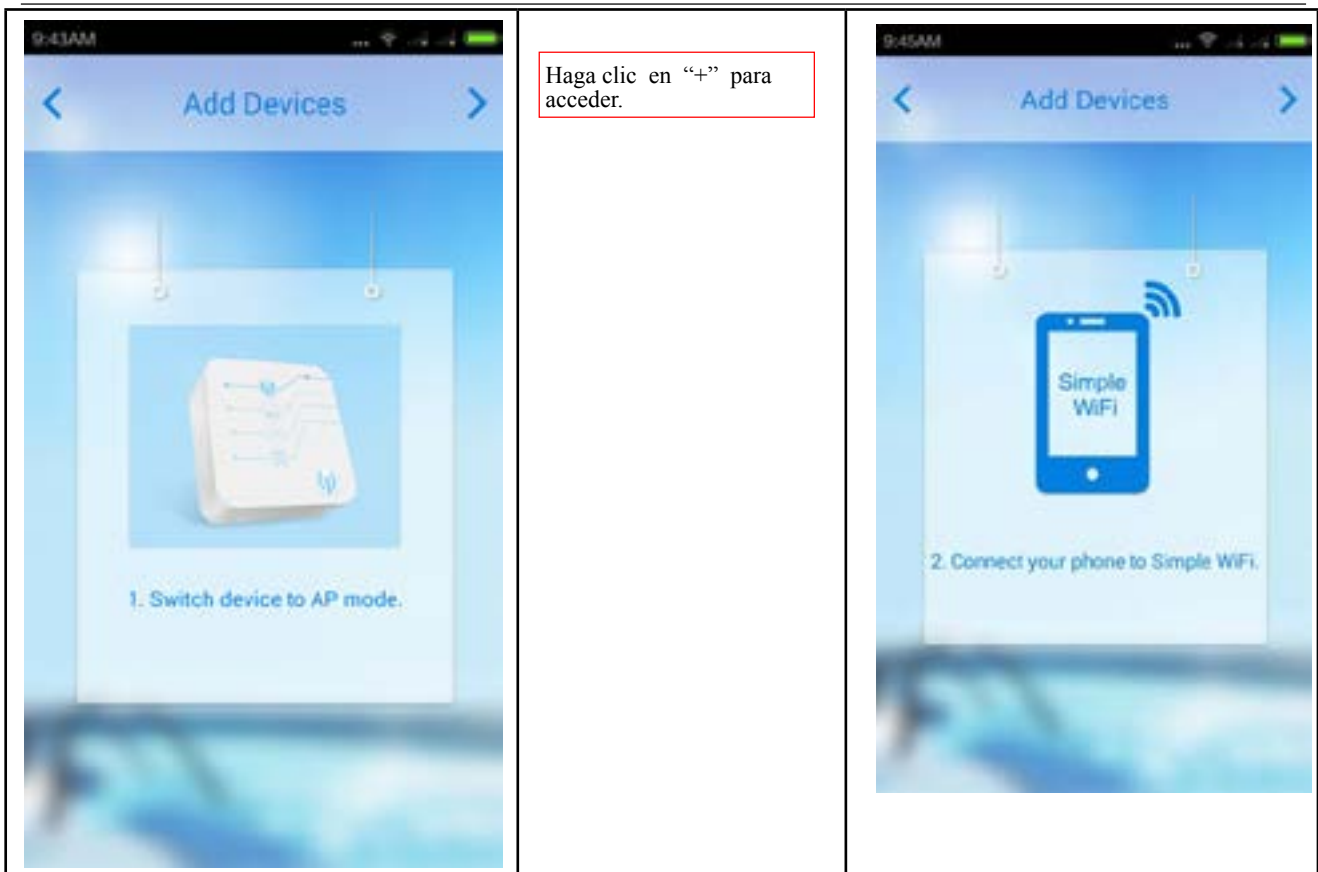 9:43AM
Add Devices
1. Switch device to AP mode.
Haga clic en “+” para
acceder.
9:45AM
Add Devices
Simple
WiFi
2. Connect your phone to Simple WiFi.